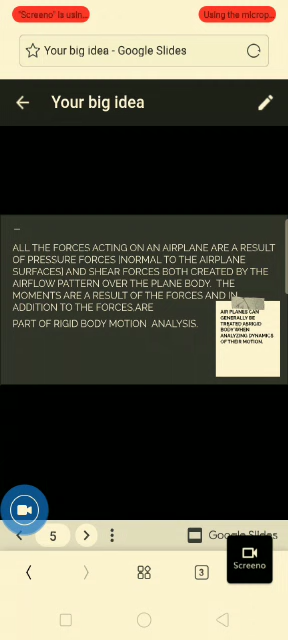 "Screeno" is usin...
Using the microp...
Your big idea - Google Slides
Your big idea
ALL THE FORCES ACTING ON AN AIRPLANE ARE A RESULT
OF PRESSURE FORCES [NORMAL TO THE AIRPLANE
SURFACES] AND SHEAR FORCES BOTH CREATED BY THE
AIRFLOW PATTERN OVER THE PLANE BODY. THE
MOMENTS ARE A RESULT OF THE FORCES AND IN
ADDITION TO THE FORCES.ARE
PART OF RIGID BODY MOTION ANALYSIS.
AIR PLANES CAN
GENERALLY BE
TREATED ASRIGID
BODY WHEN
ANALYZING DYNAMICS
OF THEIR MOTION.
5
Google Slides
3
Screeno